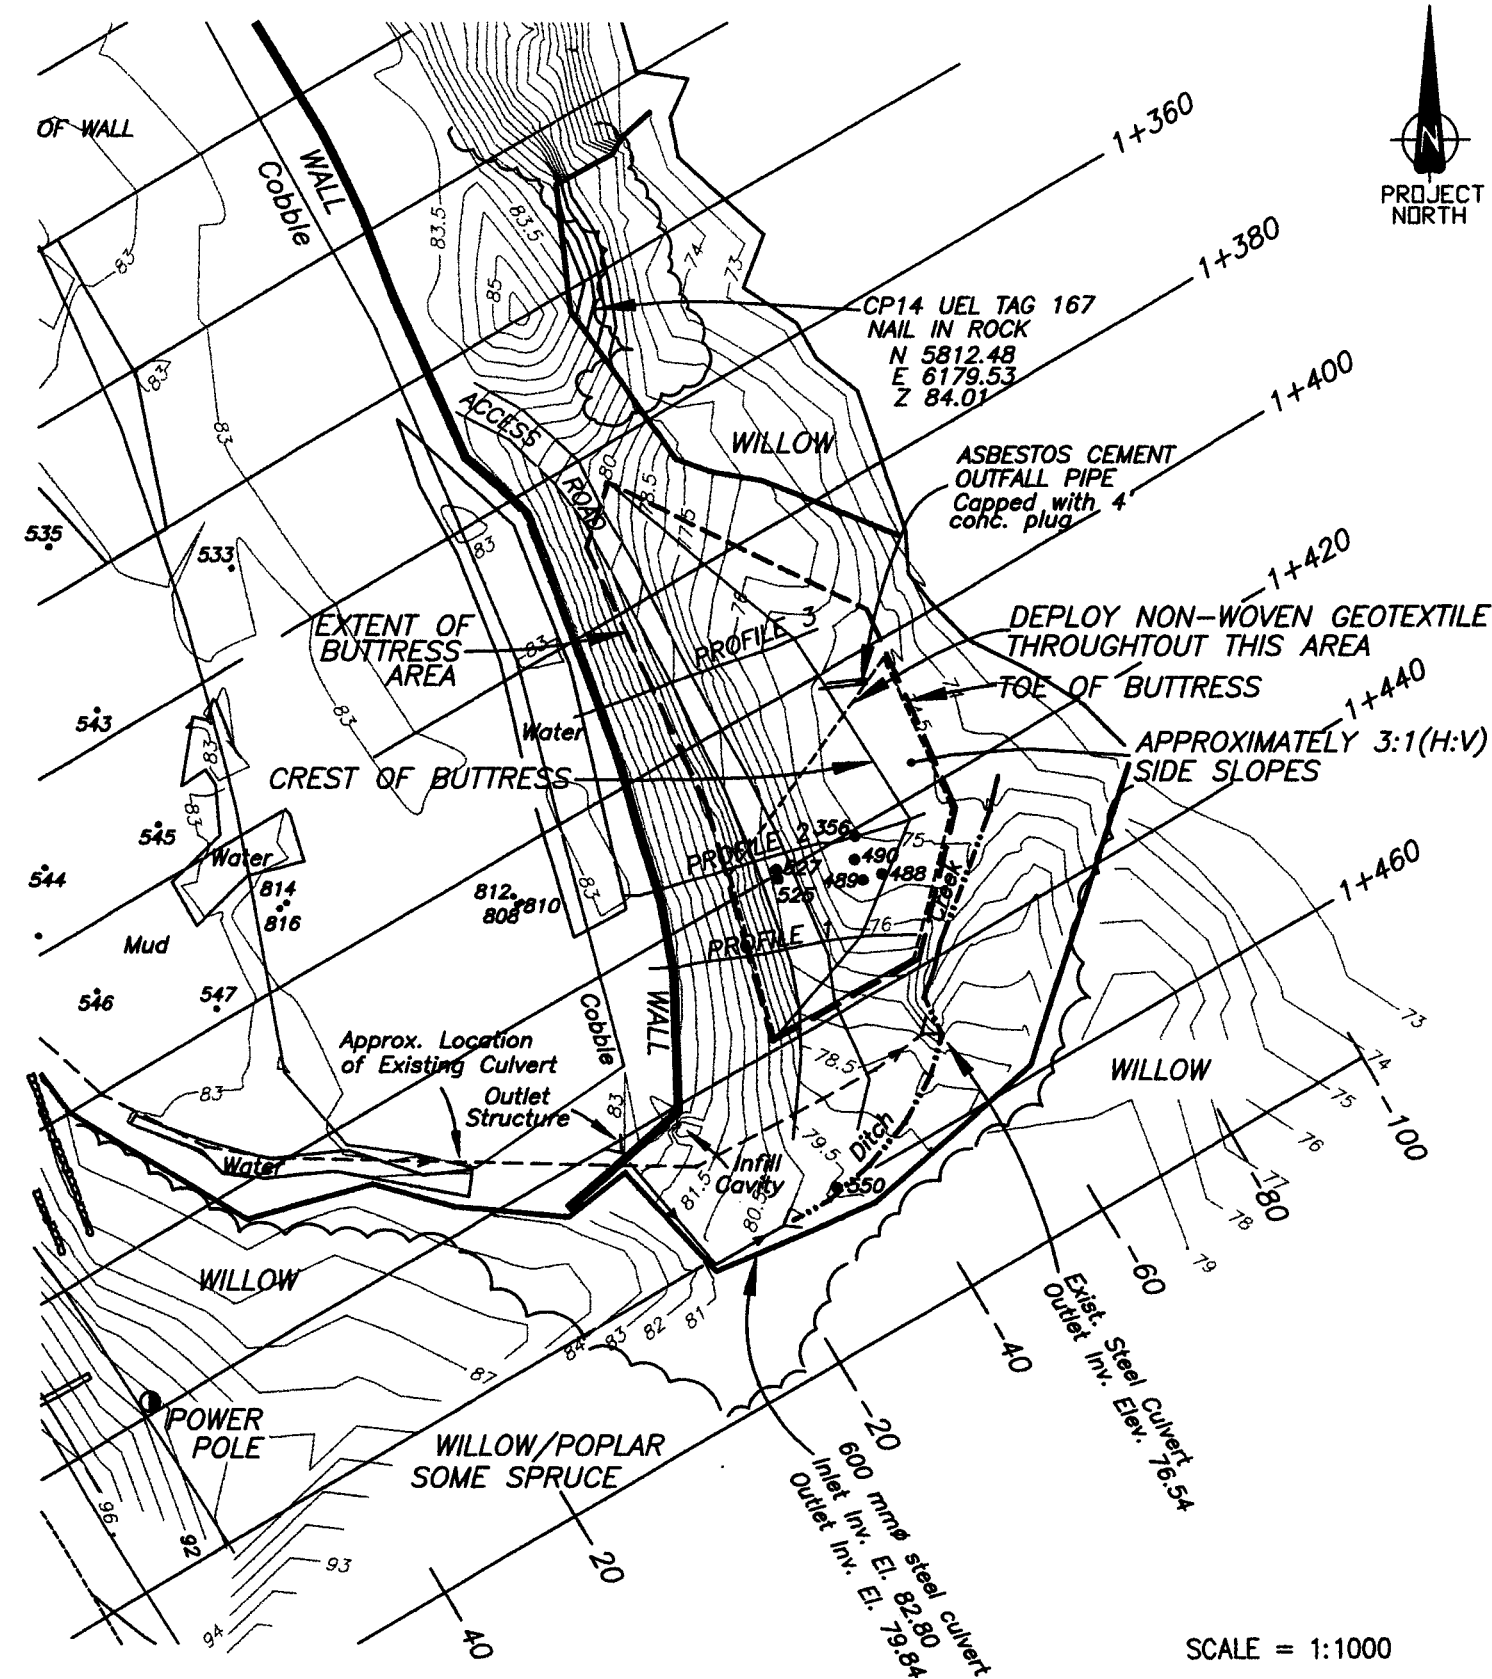 1+360
N
PROJECT
NORTH
OF WALL
WALL
Cobble
83.5
83.5
85
74
73
83
1+380
CP14 UEL TAG 167
NAIL IN ROCK
N 5812.48
E 6179.53
Z 84.01
83
83
1+400
ACCESS
ROAD
WILLOW
80
77.5
ASBESTOS CEMENT
OUTFALL PIPE
Capped with 4'
conc. plug
535
533
83
1+420
EXTENT OF
BUTTRESS
AREA
83
PROFILE 3
DEPLOY NON-WOVEN GEOTEXTILE
THROUGHTOUT THIS AREA
TOE OF BUTTRESS
1+440
543
83
83
Water
CREST OF BUTTRESS
APPROXIMATELY 3:1(H:V)
SIDE SLOPES
545
83
Water
544
814
816
812
808
810
83
PROFILE 2
356
490
527
489
488
525
75
76
Creek
1+460
Mud
PROFILE 1
546
547
Cobble
WALL
Approx. Location
of Existing Culvert
Outlet
Structure
83
83
78.5
79.5
Ditch
WILLOW
73
74
75
76
77
78
79
-100
-80
-60
-40
-20
20
40
Water
Infill
Cavity
81.5
550
WILLOW
84
83
82
81
87
POWER
POLE
WILLOW/POPLAR
SOME SPRUCE
96
92
93
94
Exist. Steel Culvert
Outlet Inv. Elev. 76.54
600 mmø steel culvert
Inlet Inv. El. 82.80
Outlet Inv. El. 79.84
SCALE = 1:1000